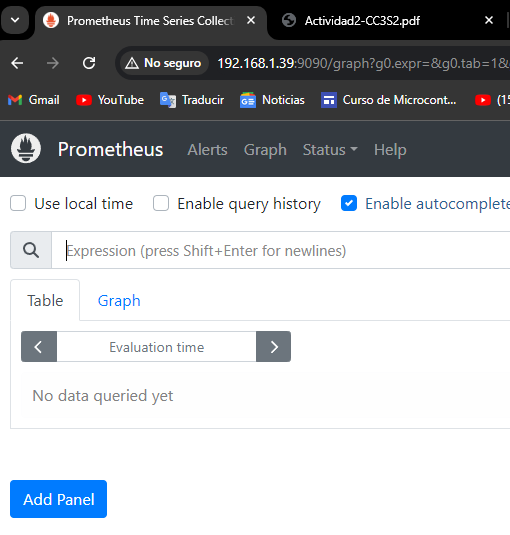 Prometheus Time Series Collect
Actividad2-CC3S2.pdf
No seguro
192.168.1.39:9090/graph?g0.expr=&g0.tab=1&
Gmail
YouTube
Traducir
Noticias
Curso de Microcont...
(15
Prometheus
Alerts
Graph
Status
Help
Use local time
Enable query history
Enable autocomplete
Expression (press Shift+Enter for newlines)
Table
Graph
Evaluation time
No data queried yet
Add Panel